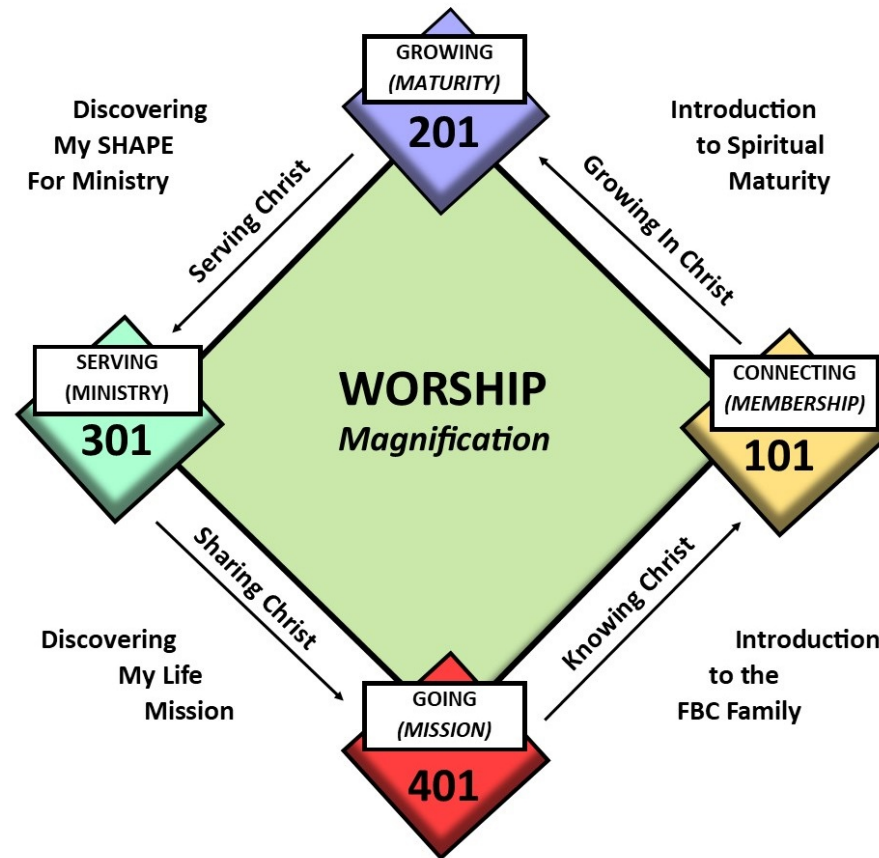 GROWING
(MATURITY)
201
Discovering
My SHAPE
For Ministry
Introduction
to Spiritual
Maturity
Serving Christ
Growing In Christ
SERVING
(MINISTRY)
301
WORSHIP
Magnification
CONNECTING
(MEMBERSHIP)
101
Sharing Christ
Knowing Christ
Discovering
My Life
Mission
Introduction
to the
FBC Family
GOING
(MISSION)
401